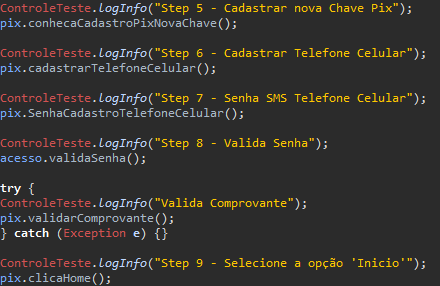 ControleTeste.logInfo("Step 5 - Cadastrar nova Chave Pix");
pix.conhecaCadastroPixNovaChave();
ControleTeste.logInfo("Step 6 - Cadastrar Telefone Celular");
pix.cadastrarTelefoneCelular();
ControleTeste.logInfo("Step 7 - Senha SMS Telefone Celular");
pix.SenhaCadastroTelefoneCelular();
ControleTeste.logInfo("Step 8 - Valida Senha");
acesso.validaSenha();
try {
ControleTeste.logInfo("Valida Comprovante");
pix.validarComprovante();
} catch (Exception e) {}
ControleTeste.logInfo("Step 9 - Selecione a opção 'Inicio'");
pix.clicaHome();